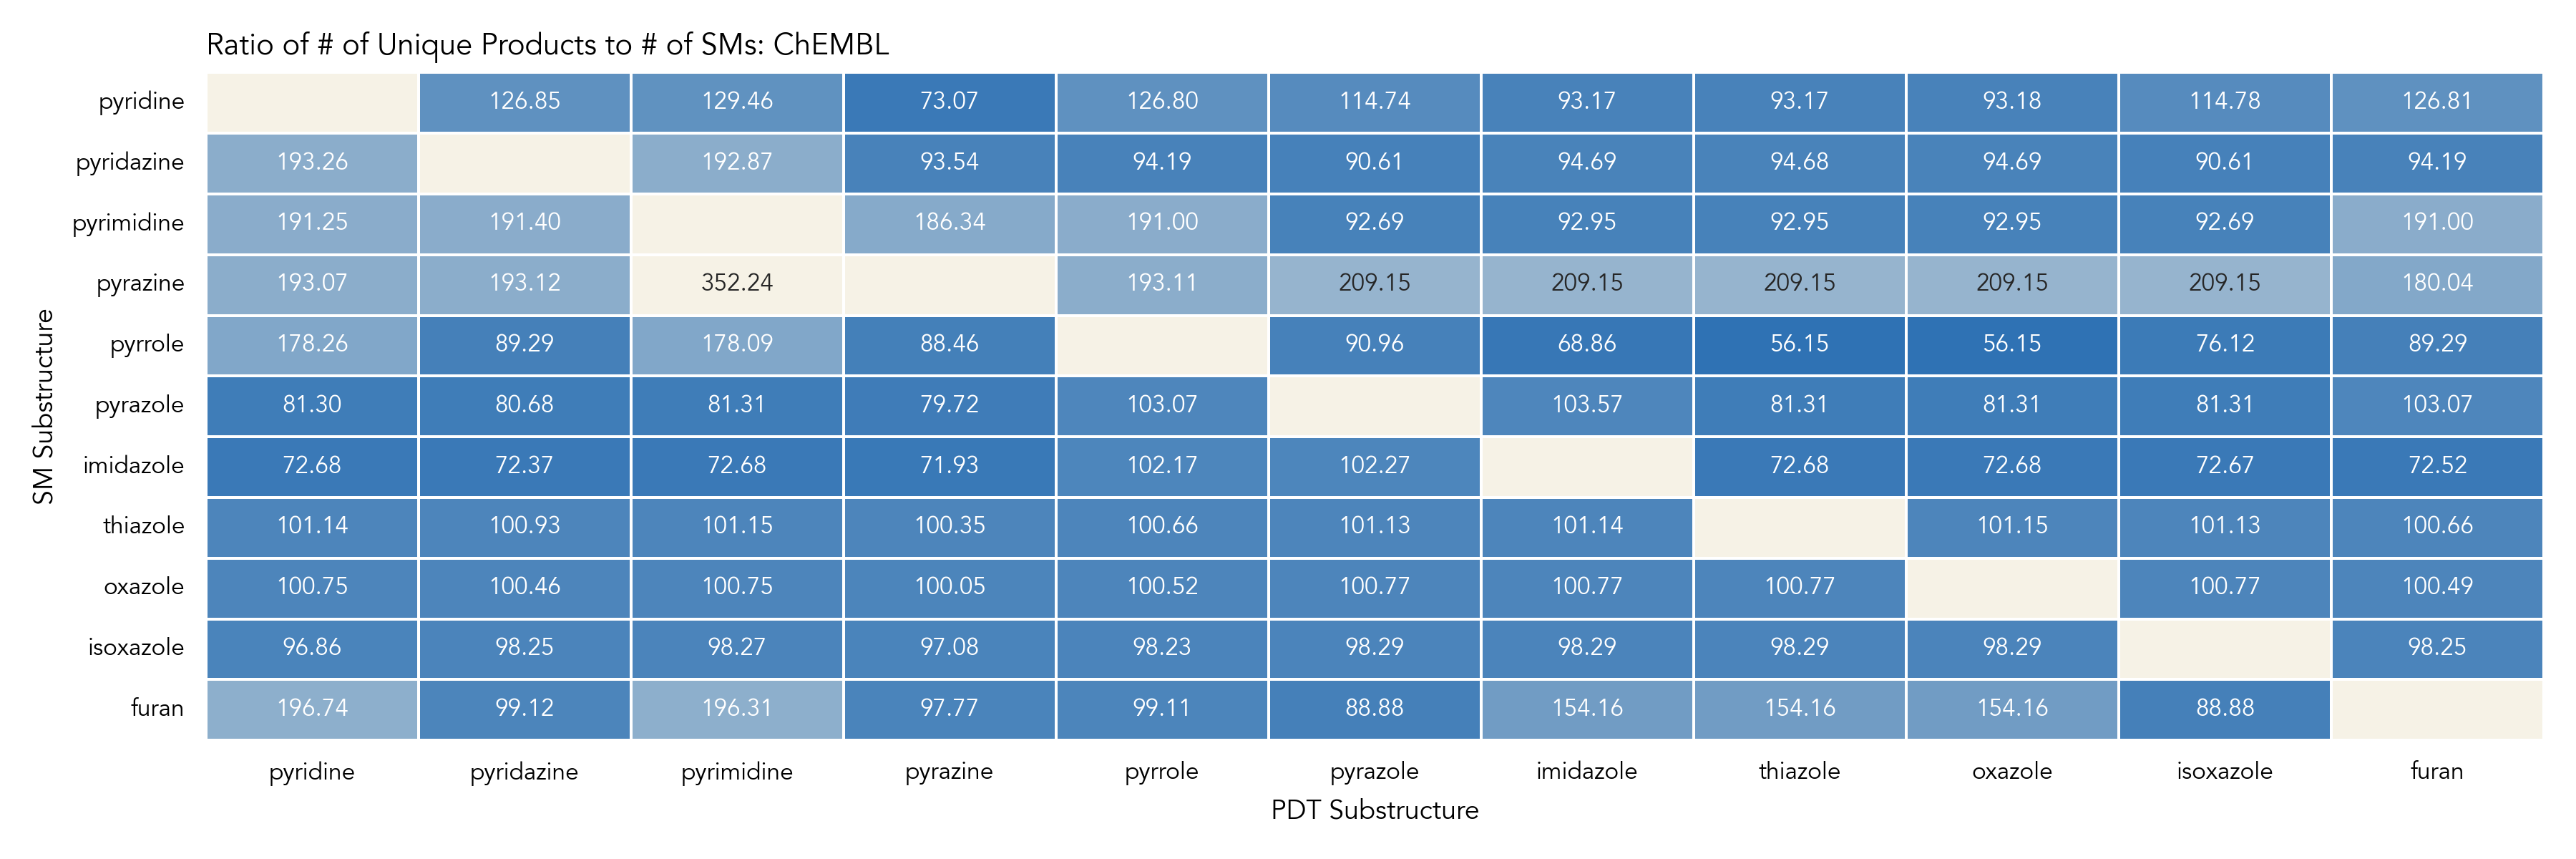 Ratio of # of Unique Products to # of SMs: ChEMBL
pyridine 126.85 129.46 73.07 126.80 114.74 93.17 93.17 93.18 114.78 126.81
pyridazine 193.26 192.87 93.54 94.19 90.61 94.69 94.68 94.69 90.61 94.19
pyrimidine 191.25 191.40 186.34 191.00 92.69 92.95 92.95 92.95 92.69 191.00
pyrazine 193.07 193.12 352.24 193.11 209.15 209.15 209.15 209.15 209.15 180.04
pyrrole 178.26 89.29 178.09 88.46 90.96 68.86 56.15 56.15 76.12 89.29
pyrazole 81.30 80.68 81.31 79.72 103.07 103.57 81.31 81.31 81.31 103.07
imidazole 72.68 72.37 72.68 71.93 102.17 102.27 72.68 72.68 72.67 72.52
thiazole 101.14 100.93 101.15 100.35 100.66 101.13 101.14 101.15 101.13 100.66
oxazole 100.75 100.46 100.75 100.05 100.52 100.77 100.77 100.77 100.77 100.49
isoxazole 96.86 98.25 98.27 97.08 98.23 98.29 98.29 98.29 98.29 98.25
furan 196.74 99.12 196.31 97.77 99.11 88.88 154.16 154.16 154.16 88.88
SM Substructure
pyridine pyridazine pyrimidine pyrazine pyrrole pyrazole imidazole thiazole oxazole isoxazole furan
PDT Substructure